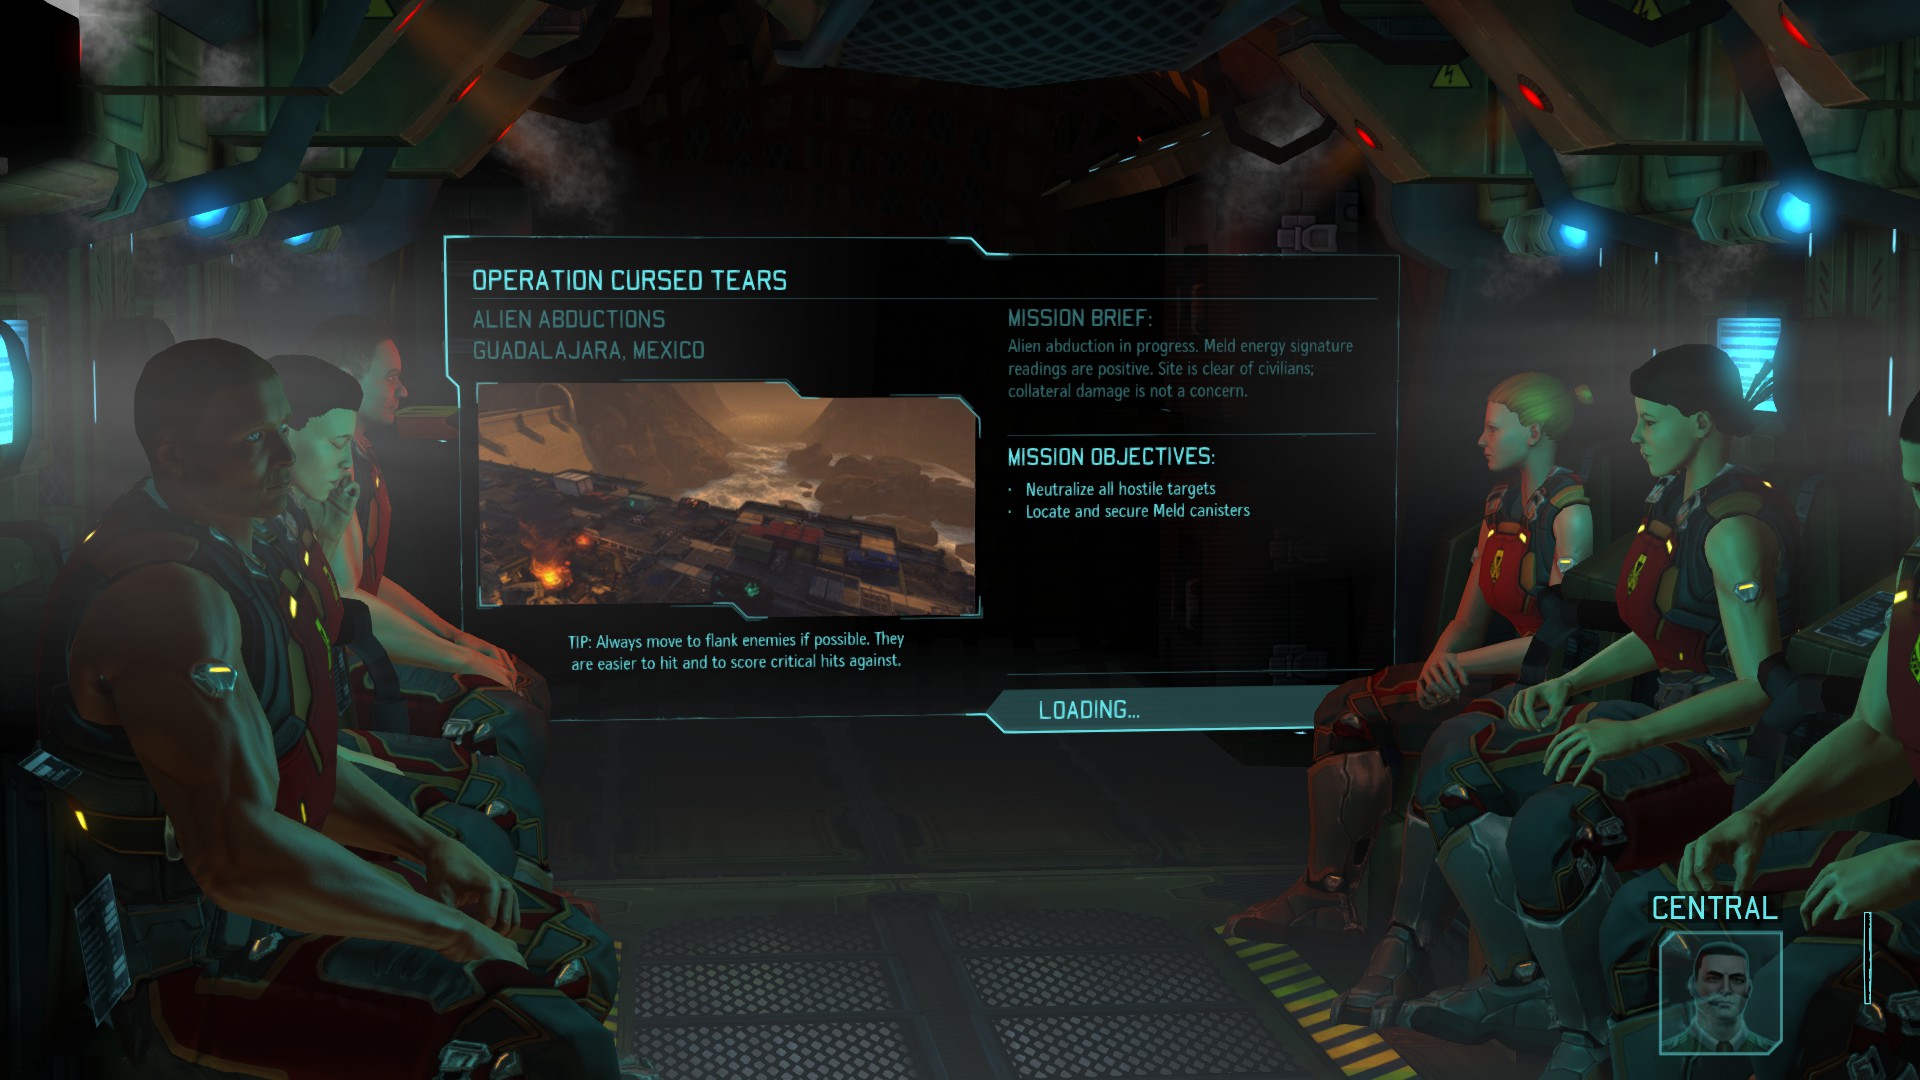 OPERATION CURSED TEARS
ALIEN ABDUCTIONS
GUADALAJARA, MEXICO
MISSION BRIEF:
Alien abduction in progress. Meld energy signature
readings are positive. Site is clear of civilians;
collateral damage is not a concern.
MISSION OBJECTIVES:
· Neutralize all hostile targets
· Locate and secure Meld canisters
TIP: Always move to flank enemies if possible. They
are easier to hit and to score critical hits against.
LOADING...
CENTRAL